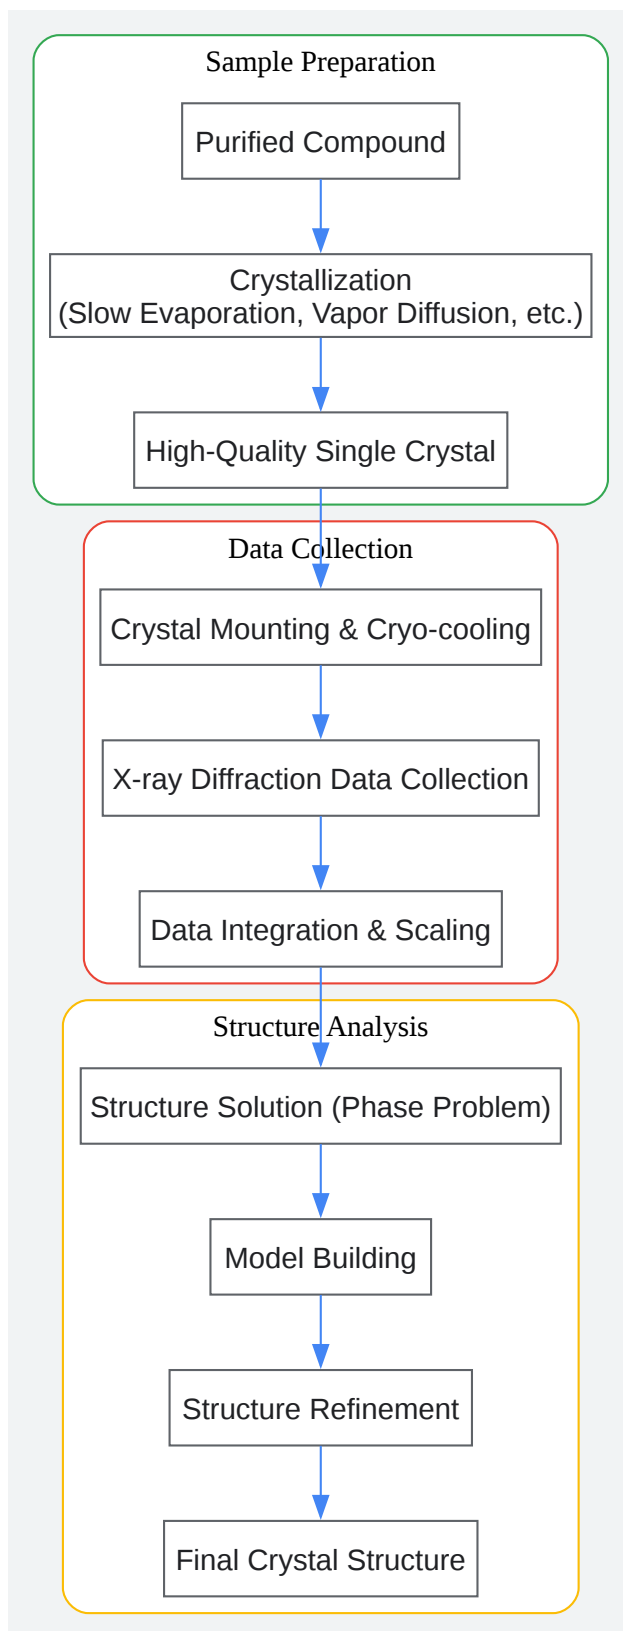 Sample Preparation
Purified Compound
Crystallization
(Slow Evaporation, Vapor Diffusion, etc.)
High-Quality Single Crystal
Data Collection
Crystal Mounting & Cryo-cooling
X-ray Diffraction Data Collection
Data Integration & Scaling
Structure Analysis
Structure Solution (Phase Problem)
Model Building
Structure Refinement
Final Crystal Structure